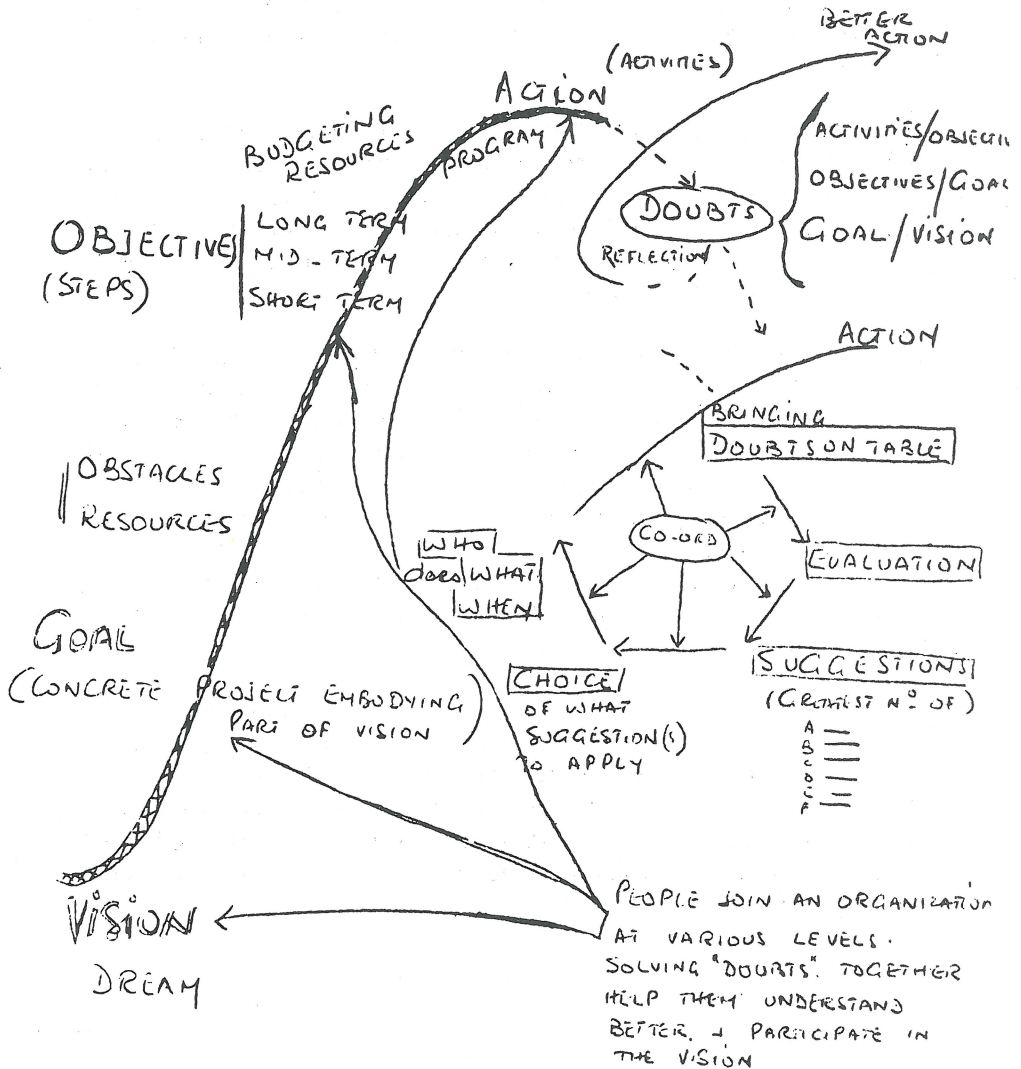 BETTER
ACTION
(ACTIVITIES)
ACTION
BUDGETING
RESOURCES
PROGRAM
ACTIVITIES/OBJECTI
OBJECTIVES/GOAL
GOAL/VISION
DOUBTS
REFLECTION
OBJECTIVES
(STEPS)
LONG TERM
MID-TERM
SHORT TERM
ACTION
BRINGING
DOUBTS ON TABLE
OBSTACLES
RESOURCES
CO-ORD
WHO
does WHAT
WHEN
EVALUATION
GOAL
(CONCRETE PROJECT EMBODYING
PART OF VISION)
SUGGESTIONS
(GREATEST Nº OF)
A
B
C
D
E
F
CHOICE
OF WHAT
SUGGESTION(S)
TO APPLY
VISION
DREAM
PEOPLE JOIN AN ORGANIZATION
AT VARIOUS LEVELS.
SOLVING "DOUBTS" TOGETHER
HELP THEM UNDERSTAND
BETTER, + PARTICIPATE IN
THE VISION